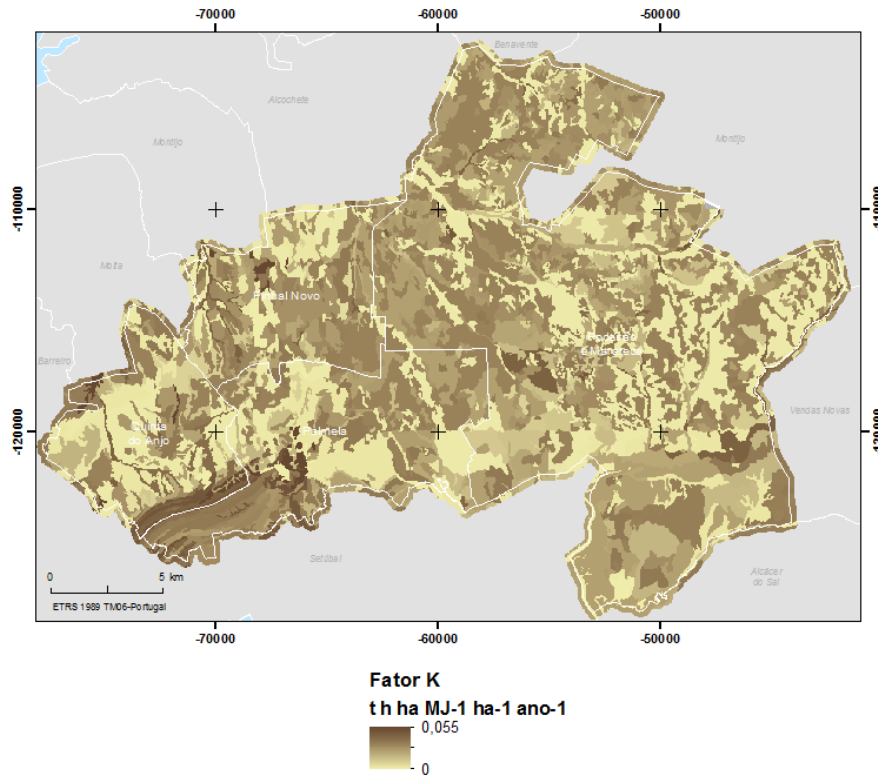 -70000 -60000 -50000
Benavente
Alcochete
Montijo
Montijo
-110000
-110000
Moita
Pinhal Novo
Barreiro
Vendas Novas
-120000
-120000
Quinta
do Anjo
Palmela
Setúbal
Alcácer
do Sal
0 5 km
ETRS 1989 TM06-Portugal
-70000 -60000 -50000
Fator K
t h ha MJ-1 ha-1 ano-1
0,055
0